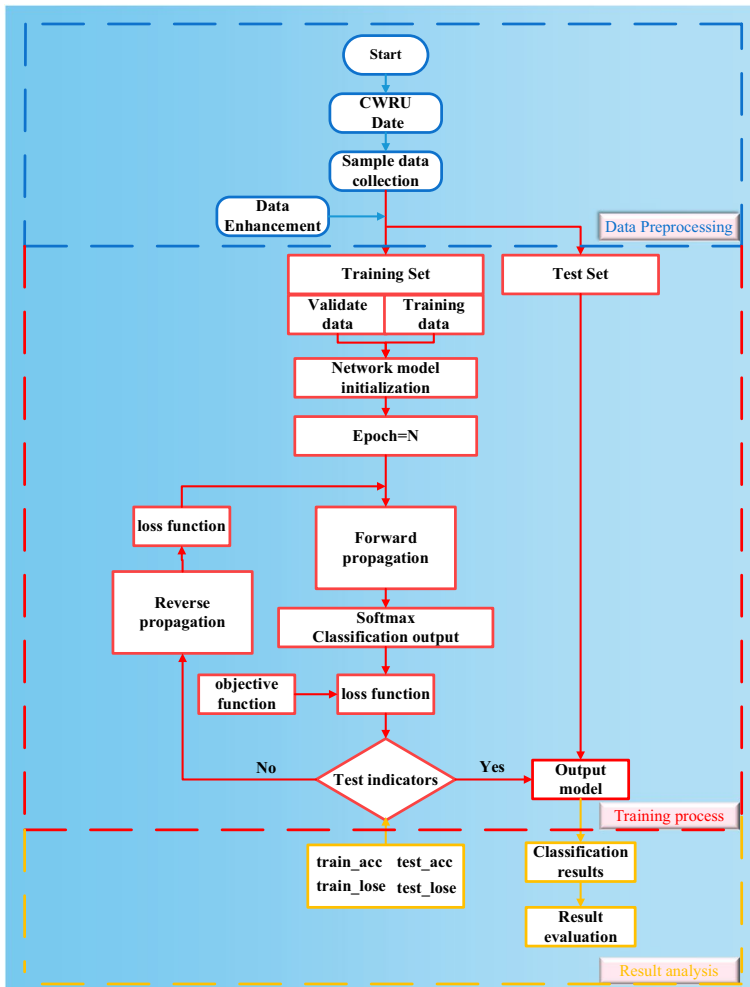 Start
CWRU
Date
Sample data
collection
Data
Enhancement
Data Preprocessing
Training Set
Test Set
Validate
data
Training
data
Network model
initialization
Epoch=N
loss function
Forward
propagation
Reverse
propagation
Softmax
Classification output
objective
function
loss function
No
Test indicators
Yes
Output
model
Training process
train_acc test_acc
train_lose test_lose
Classification
results
Result
evaluation
Result analysis